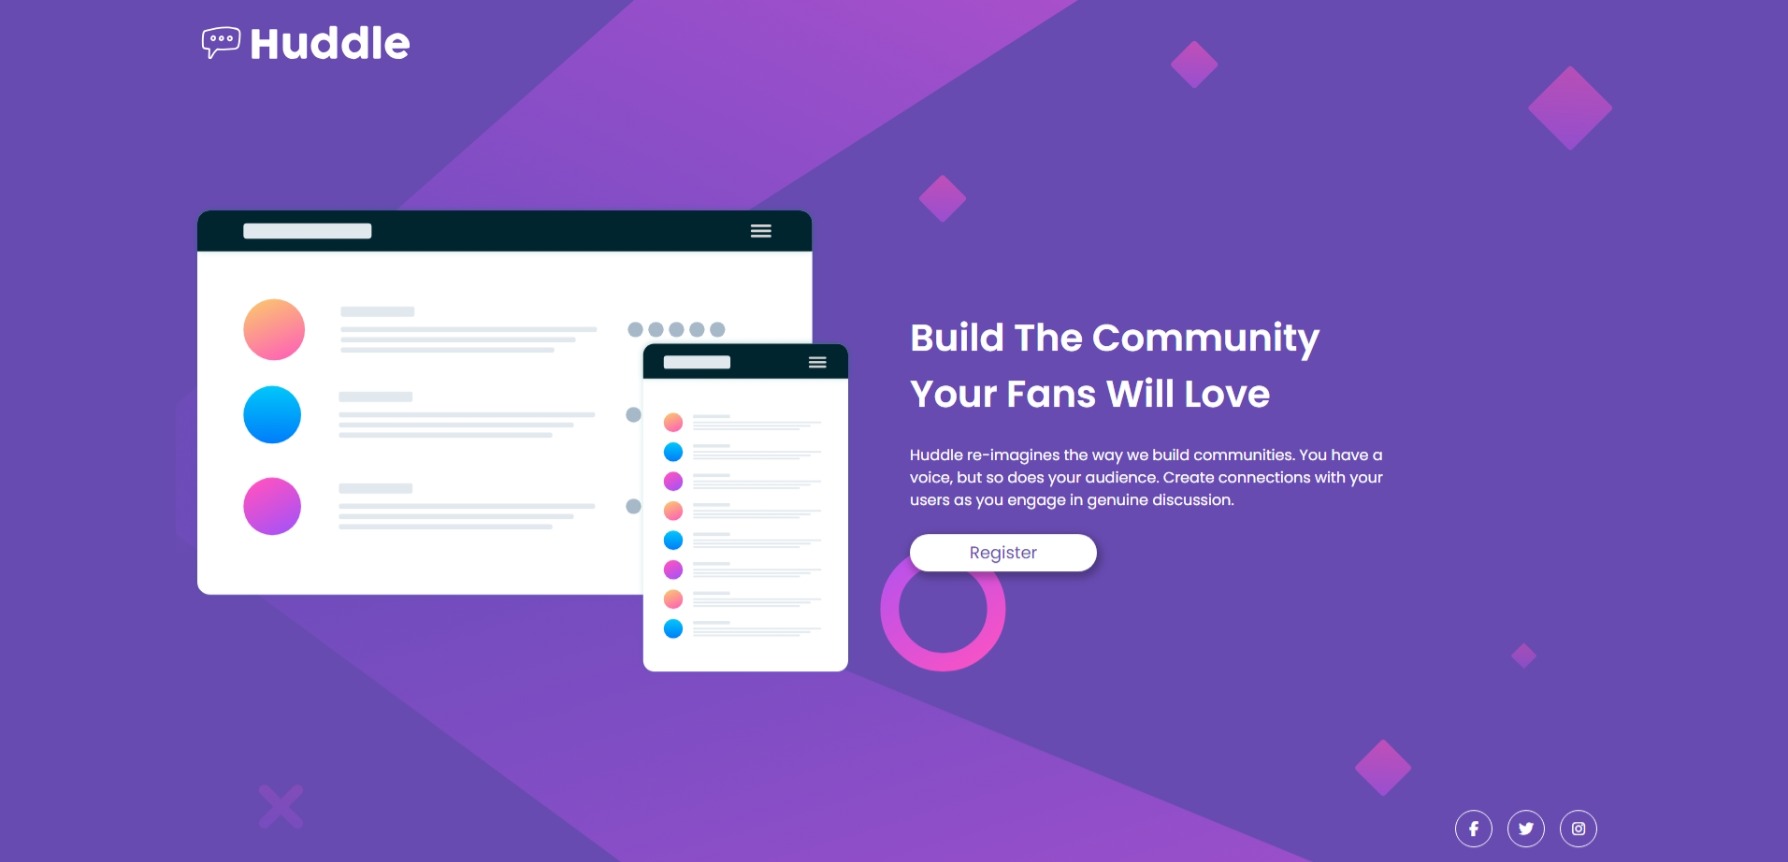 Huddle
Build The Community
Your Fans Will Love
Huddle re-imagines the way we build communities. You have a
voice, but so does your audience. Create connections with your
users as you engage in genuine discussion.
Register